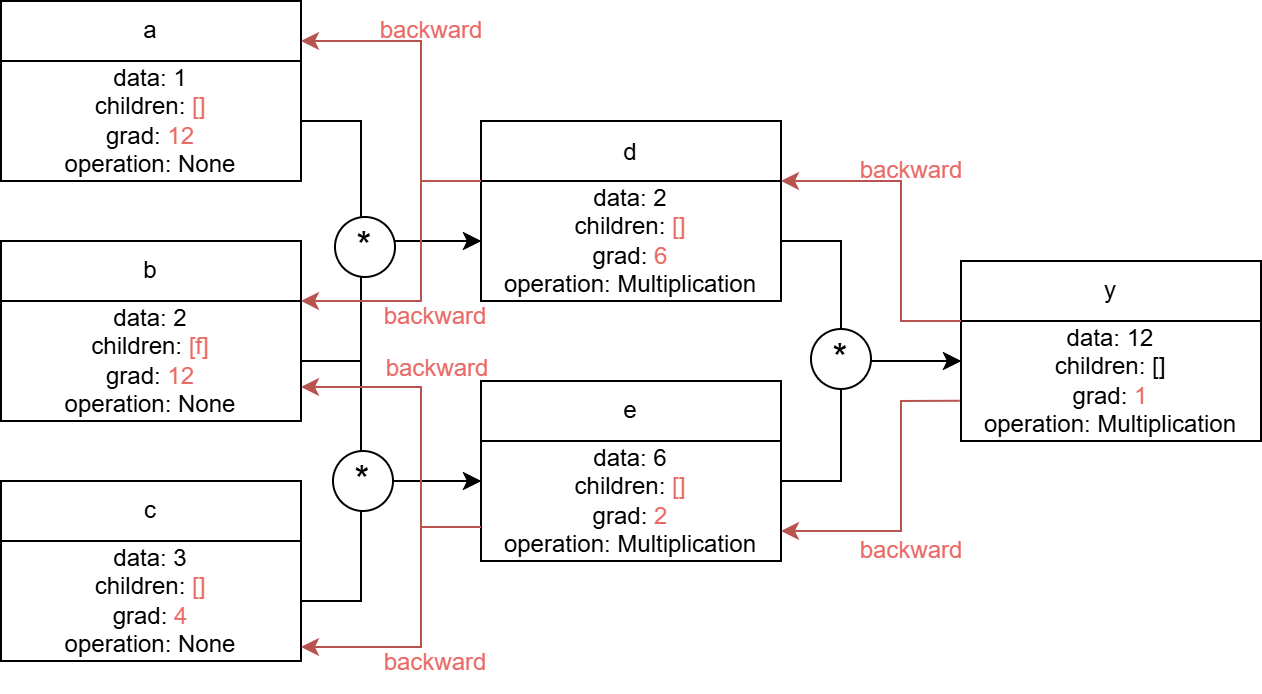 a
data: 1
children: []
grad: 12
operation: None
backward
b
data: 2
children: [f]
grad: 12
operation: None
backward
backward
c
data: 3
children: []
grad: 4
operation: None
backward
*
*
d
data: 2
children: []
grad: 6
operation: Multiplication
backward
e
data: 6
children: []
grad: 2
operation: Multiplication
backward
*
y
data: 12
children: []
grad: 1
operation: Multiplication